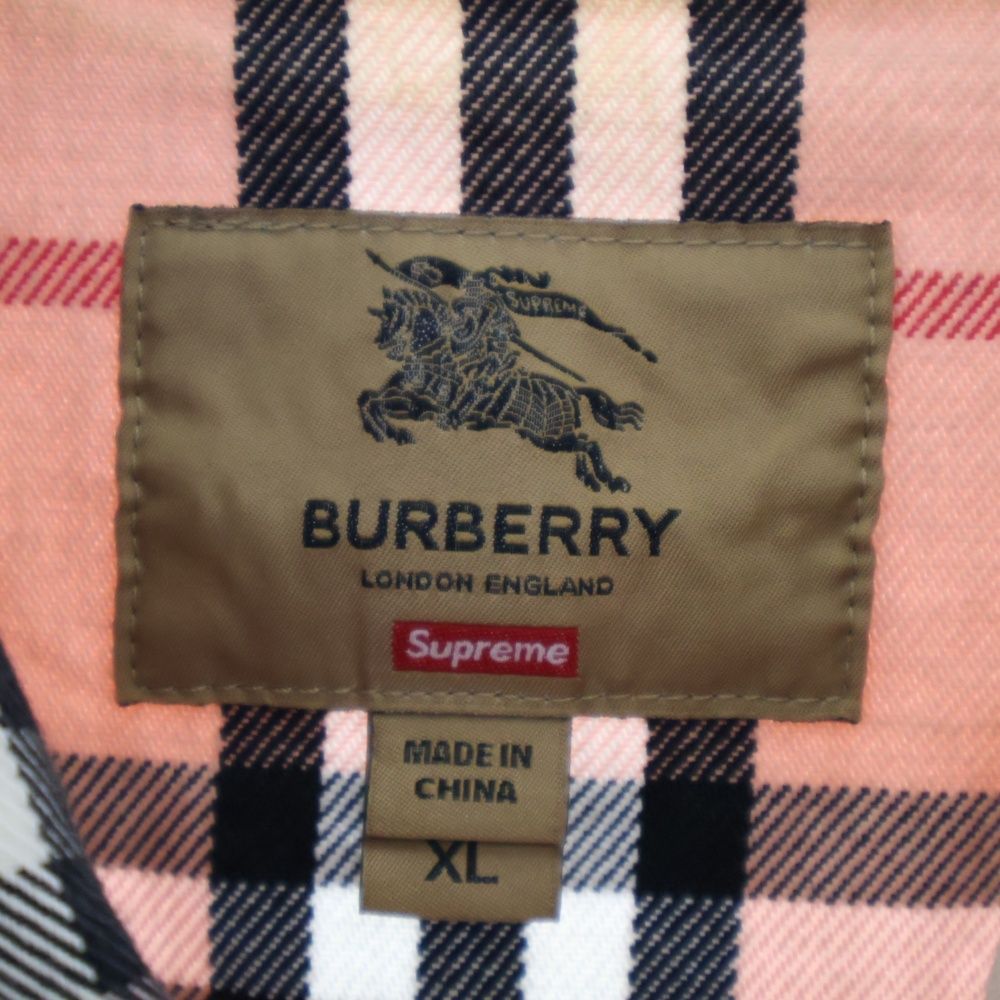 SUPREME
BURBERRY
LONDON ENGLAND
Supreme
MADE IN
CHINA
XL